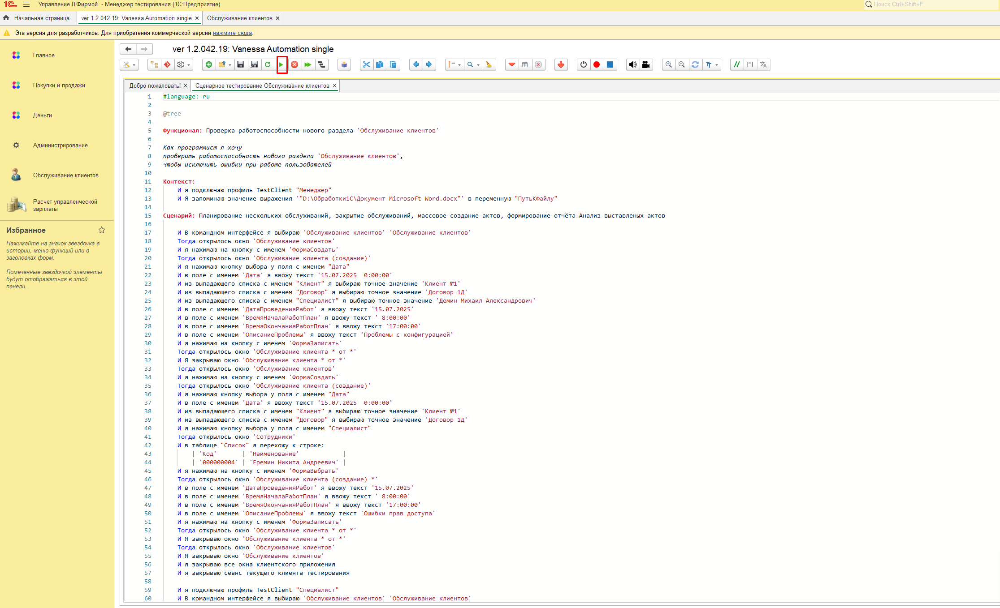 Управление ITФирмой - Менеджер тестирования (1С:Предприятие)
Поиск Ctrl+Shift+F
Начальная страница
ver 1.2.042.19: Vanessa Automation single
Обслуживание клиентов
Эта версия для разработчиков. Для приобретения коммерческой версии нажмите сюда.
Главное
Покупки и продажи
Деньги
Администрирование
Обслуживание клиентов
Расчет управленческой
зарплаты
Избранное
Нажимайте на значок звездочка в
истории, меню функций или в
заголовках форм.
Помеченные звездочкой элементы
будут отображаться в этой
панели.
ver 1.2.042.19: Vanessa Automation single
Добро пожаловать!
Сценарное тестирование Обслуживание клиентов
1 #language: ru
2
3 @tree
4
5 Функционал: Проверка работоспособности нового раздела 'Обслуживание клиентов'
6
7 Как программист я хочу
8 проверить работоспособность нового раздела 'Обслуживание клиентов',
9 чтобы исключить ошибки при работе пользователей
10
11 Контекст:
12 И я подключаю профиль TestClient "Менеджер"
13 И Я запоминаю значение выражения '"D:\Обработки1С\Документ Microsoft Word.docx"' в переменную "ПутьКФайлу"
14
15 Сценарий: Планирование нескольких обслуживаний, закрытие обслуживаний, массовое создание актов, формирование отчёта Анализ выставленых актов
16
17 И В командном интерфейсе я выбираю 'Обслуживание клиентов' 'Обслуживание клиентов'
18 Тогда открылось окно 'Обслуживание клиентов'
19 И я нажимаю на кнопку с именем 'ФормаСоздать'
20 Тогда открылось окно 'Обслуживание клиента (создание)'
21 И я нажимаю кнопку выбора у поля с именем "Дата"
22 И в поле с именем 'Дата' я ввожу текст '15.07.2025  0:00:00'
23 И из выпадающего списка с именем "Клиент" я выбираю точное значение 'Клиент №1'
24 И из выпадающего списка с именем "Договор" я выбираю точное значение 'Договор 1Д'
25 И из выпадающего списка с именем "Специалист" я выбираю точное значение 'Демин Михаил Александрович'
26 И в поле с именем 'ДатаПроведенияРабот' я ввожу текст '15.07.2025'
27 И в поле с именем 'ВремяНачалаРаботПлан' я ввожу текст ' 8:00:00'
28 И в поле с именем 'ВремяОкончанияРаботПлан' я ввожу текст '17:00:00'
29 И в поле с именем 'ОписаниеПроблемы' я ввожу текст 'Проблемы с конфигурацией'
30 И я нажимаю на кнопку с именем 'ФормаЗаписать'
31 Тогда открылось окно 'Обслуживание клиента * от *'
32 И Я закрываю окно 'Обслуживание клиента * от *'
33 Тогда открылось окно 'Обслуживание клиентов'
34 И я нажимаю на кнопку с именем 'ФормаСоздать'
35 Тогда открылось окно 'Обслуживание клиента (создание)'
36 И я нажимаю кнопку выбора у поля с именем "Дата"
37 И в поле с именем 'Дата' я ввожу текст '15.07.2025  0:00:00'
38 И из выпадающего списка с именем "Клиент" я выбираю точное значение 'Клиент №1'
39 И из выпадающего списка с именем "Договор" я выбираю точное значение 'Договор 1Д'
40 И я нажимаю кнопку выбора у поля с именем "Специалист"
41 Тогда открылось окно 'Сотрудники'
42 И в таблице "Список" я перехожу к строке:
43 | 'Код' | 'Наименование' |
44 | '000000004' | 'Еремин Никита Андреевич' |
45 И я нажимаю на кнопку с именем 'ФормаВыбрать'
46 Тогда открылось окно 'Обслуживание клиента (создание) *'
47 И в поле с именем 'ДатаПроведенияРабот' я ввожу текст '15.07.2025'
48 И в поле с именем 'ВремяНачалаРаботПлан' я ввожу текст ' 8:00:00'
49 И в поле с именем 'ВремяОкончанияРаботПлан' я ввожу текст '17:00:00'
50 И в поле с именем 'ОписаниеПроблемы' я ввожу текст 'Ошибки прав доступа'
51 И я нажимаю на кнопку с именем 'ФормаЗаписать'
52 Тогда открылось окно 'Обслуживание клиента * от *'
53 И Я закрываю окно 'Обслуживание клиента * от *'
54 Тогда открылось окно 'Обслуживание клиентов'
55 И Я закрываю окно 'Обслуживание клиентов'
56 И я закрываю все окна клиентского приложения
57 И я закрываю сеанс текущего клиента тестирования
58
59 И я подключаю профиль TestClient "Специалист"
60 И В командном интерфейсе я выбираю 'Обслуживание клиентов' 'Обслуживание клиентов'